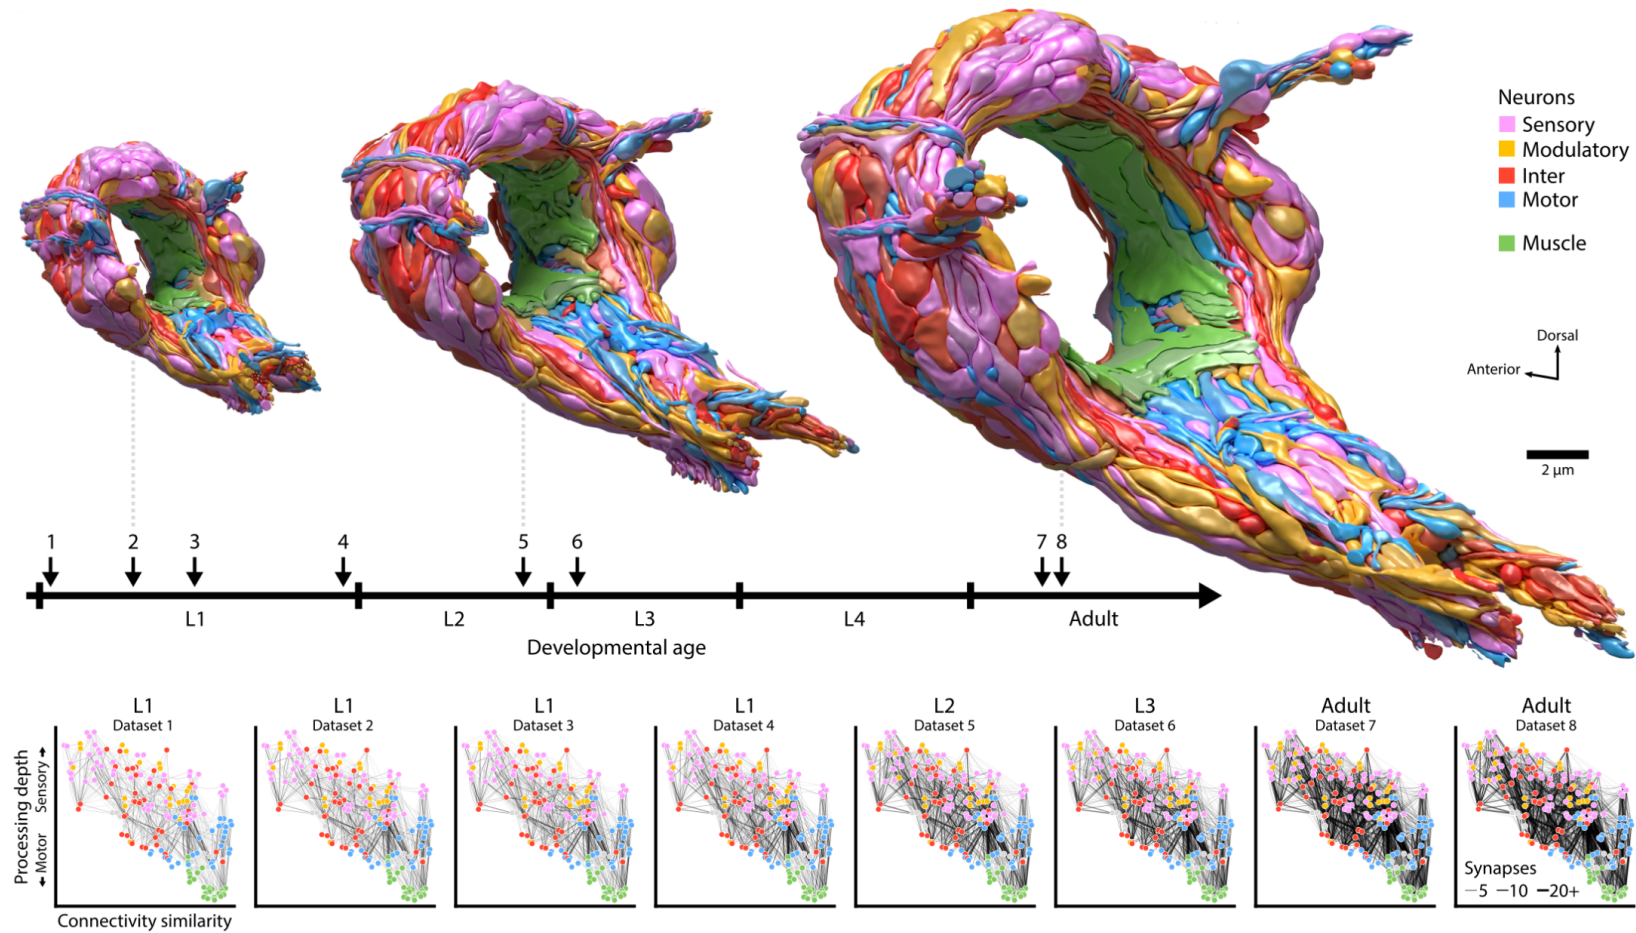 Neurons
Sensory
Modulatory
Inter
Motor
Muscle
Dorsal
Anterior
2 µm
1 2 3 4 5 6 7 8
L1 L2 L3 L4 Adult
Developmental age
L1 L1 L1 L1 L2 L3 Adult Adult
Dataset 1 Dataset 2 Dataset 3 Dataset 4 Dataset 5 Dataset 6 Dataset 7 Dataset 8
Processing depth
Sensory
Motor
Synapses
5 10 20+
Connectivity similarity